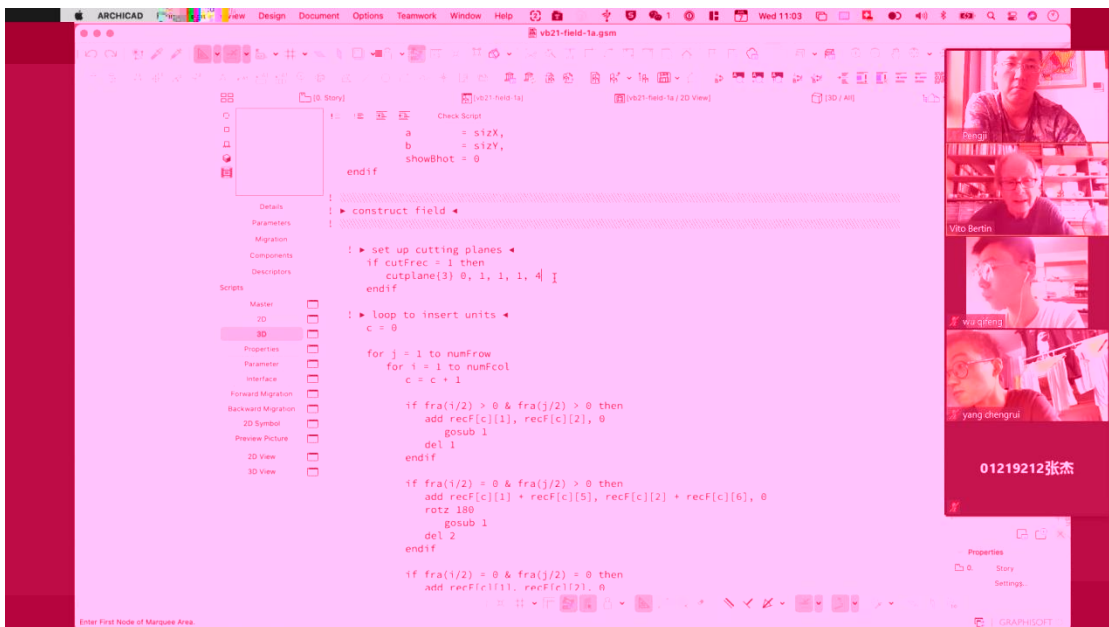 ARCHICAD
Design Document Options Teamwork Window Help
Wed 11:03
vb21-field-1a.gsm
[0. Story]
[vb21-field-1a]
[vb21-field-1a / 2D View]
[3D / All]
Check Script
a = sizX,
b = sizY,
showBhot = 0
endif
! ► construct field ◄
! ► set up cutting planes ◄
if cutFrec = 1 then
cutplane{3} 0, 1, 1, 1, 4
endif
! ► loop to insert units ◄
c = 0
for j = 1 to numFrow
for i = 1 to numFcol
c = c + 1
if fra(i/2) > 0 & fra(j/2) > 0 then
add recF[c][1], recF[c][2], 0
gosub 1
del 1
endif
if fra(i/2) = 0 & fra(j/2) > 0 then
add recF[c][1] + recF[c][5], recF[c][2] + recF[c][6], 0
rotz 180
gosub 1
del 2
endif
if fra(i/2) = 0 & fra(j/2) = 0 then
add recF[c][1], recF[c][2], 0
Details
Parameters
Migration
Components
Descriptors
Scripts
Master
2D
3D
Properties
Parameter
Interface
Forward Migration
Backward Migration
2D Symbol
Preview Picture
2D View
3D View
Pengji
Vito Bertin
wu qifeng
yang chengrui
01219212张杰
Properties
0. Story
Settings...
Enter First Node of Marquee Area.
GRAPHISOFT